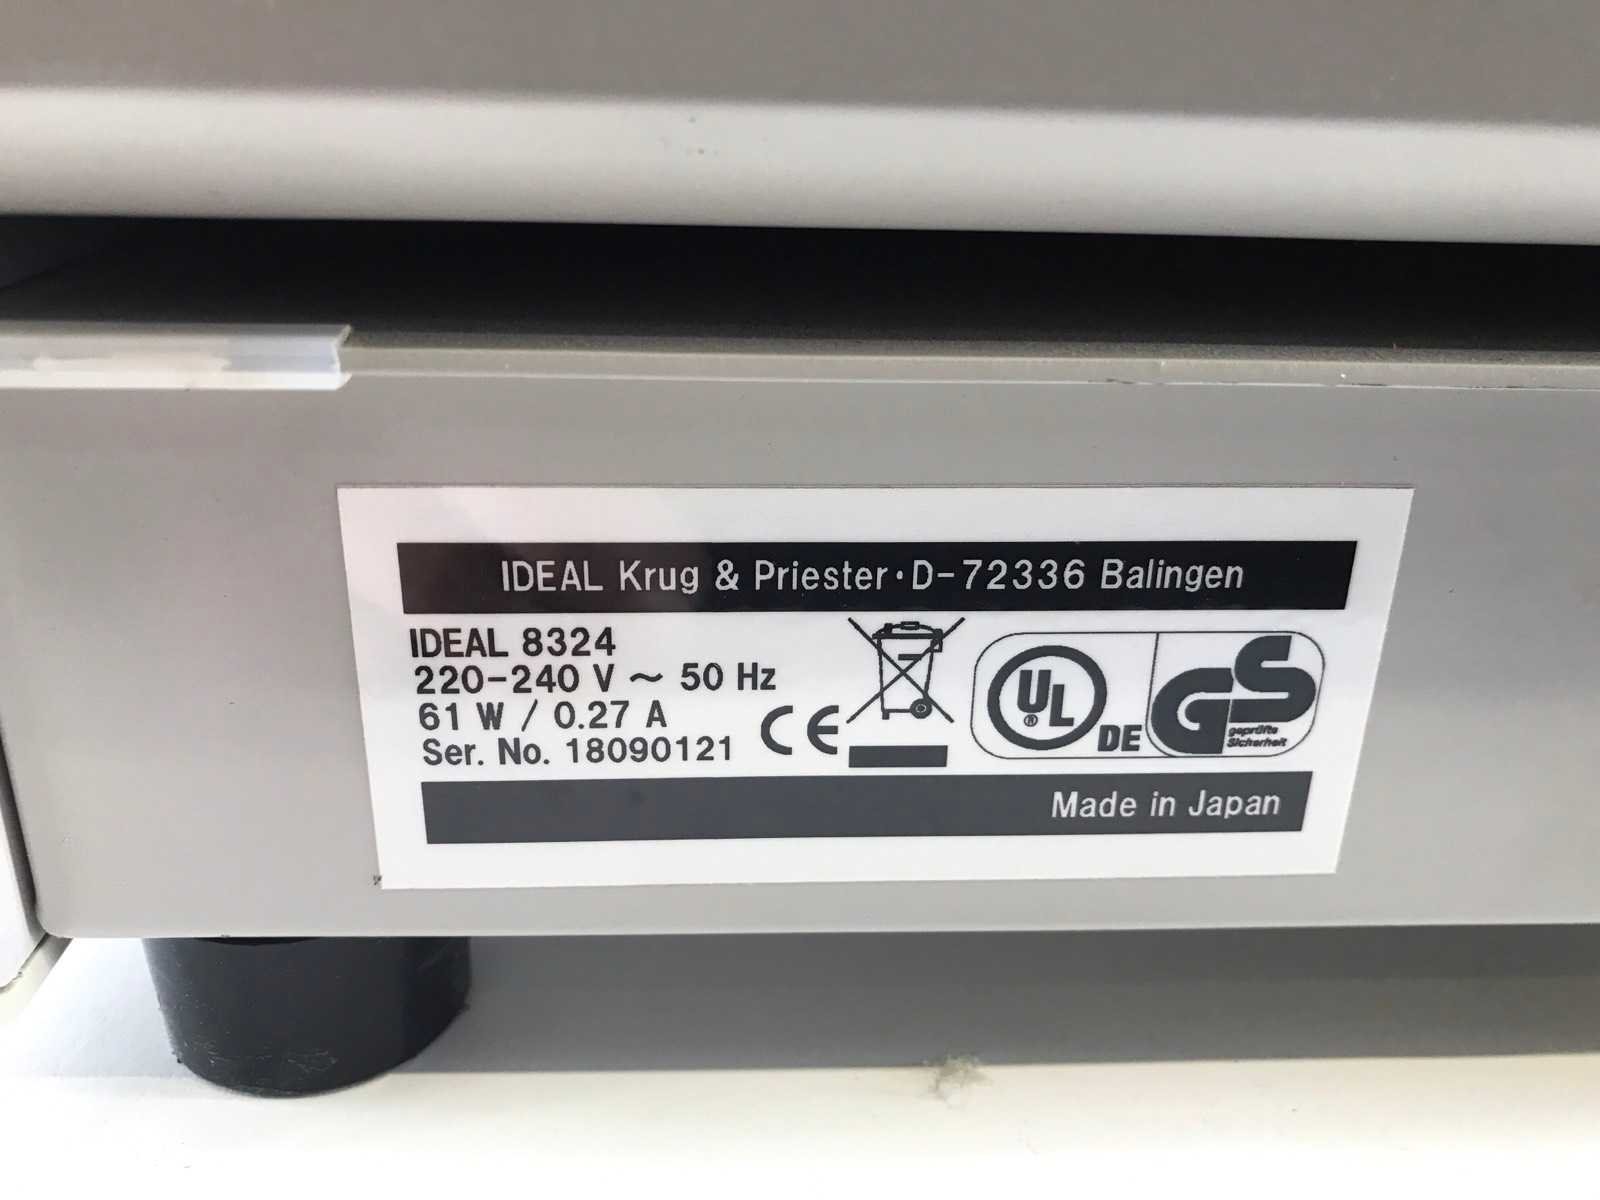 IDEAL Krug & Priester·D-72336 Balingen
IDEAL 8324
220-240 V ~ 50 Hz
61 W / 0.27 A
Ser. No. 18090121
CE
UL
®
DE
GS
geprüfte
Sicherheit
Made in Japan